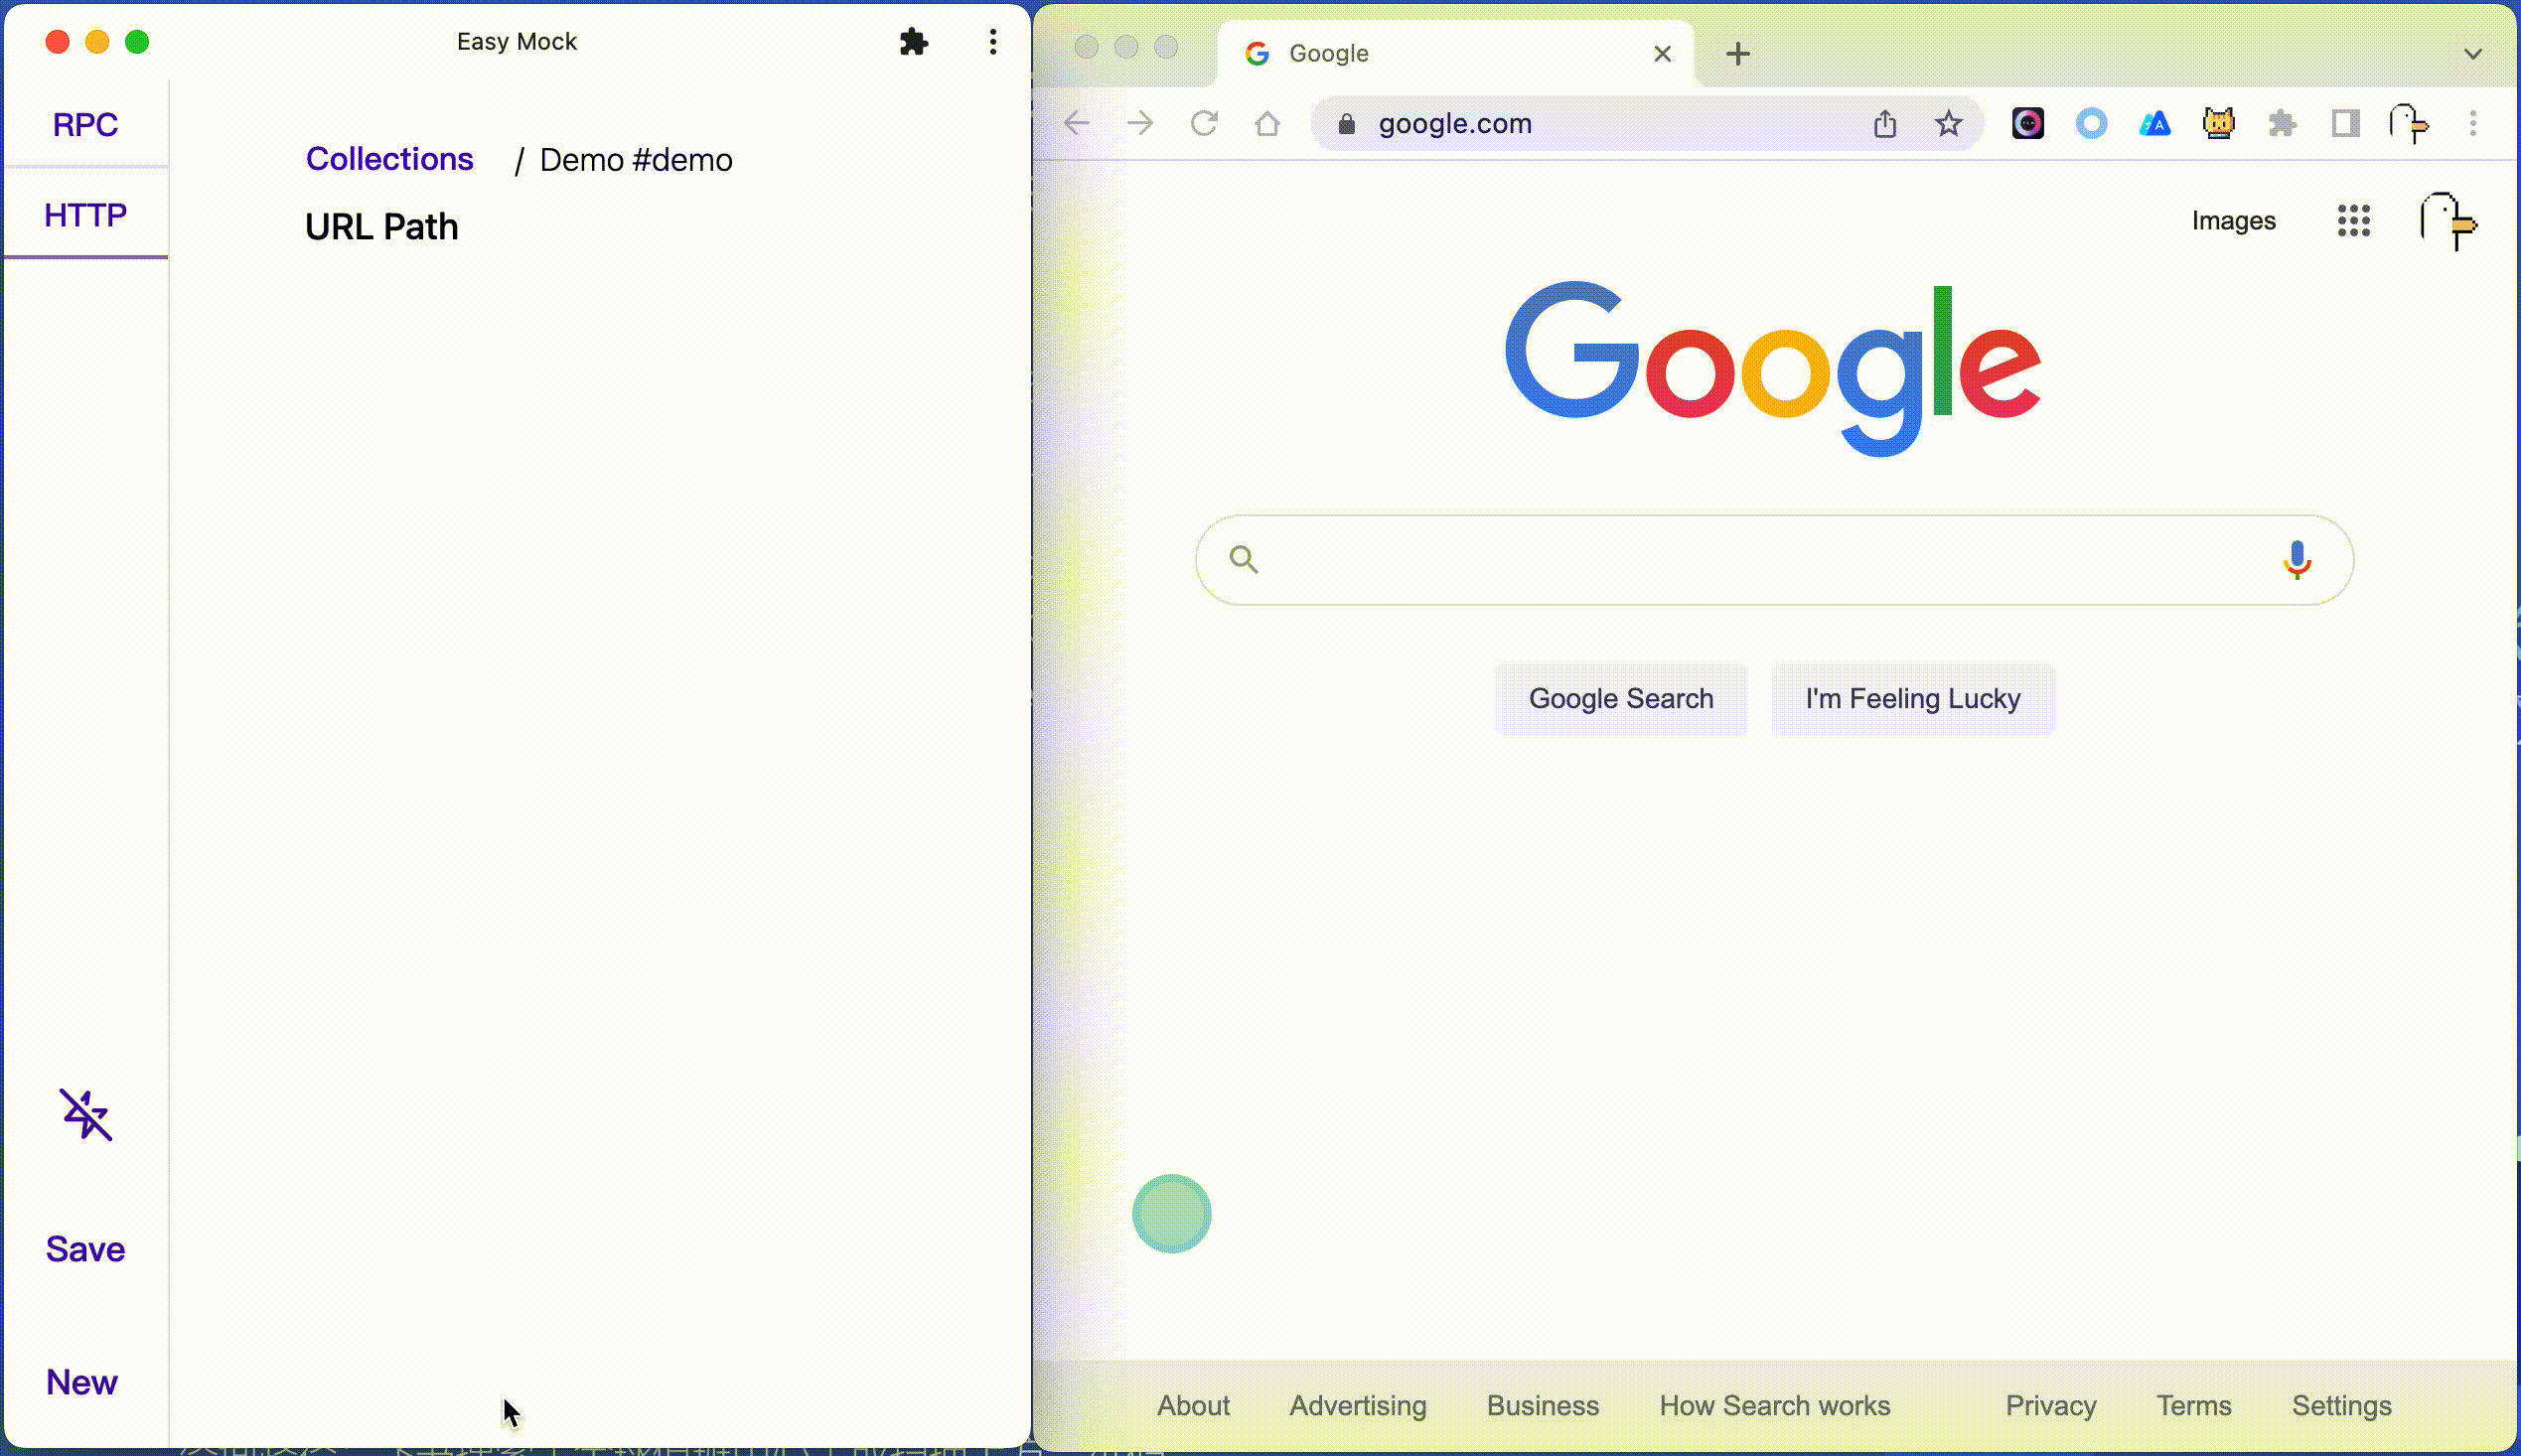 Easy Mock
RPC
HTTP
Collections / Demo #demo
URL Path
Save
New
Google
google.com
Images
Google
Google Search
I'm Feeling Lucky
About Advertising Business How Search works Privacy Terms Settings